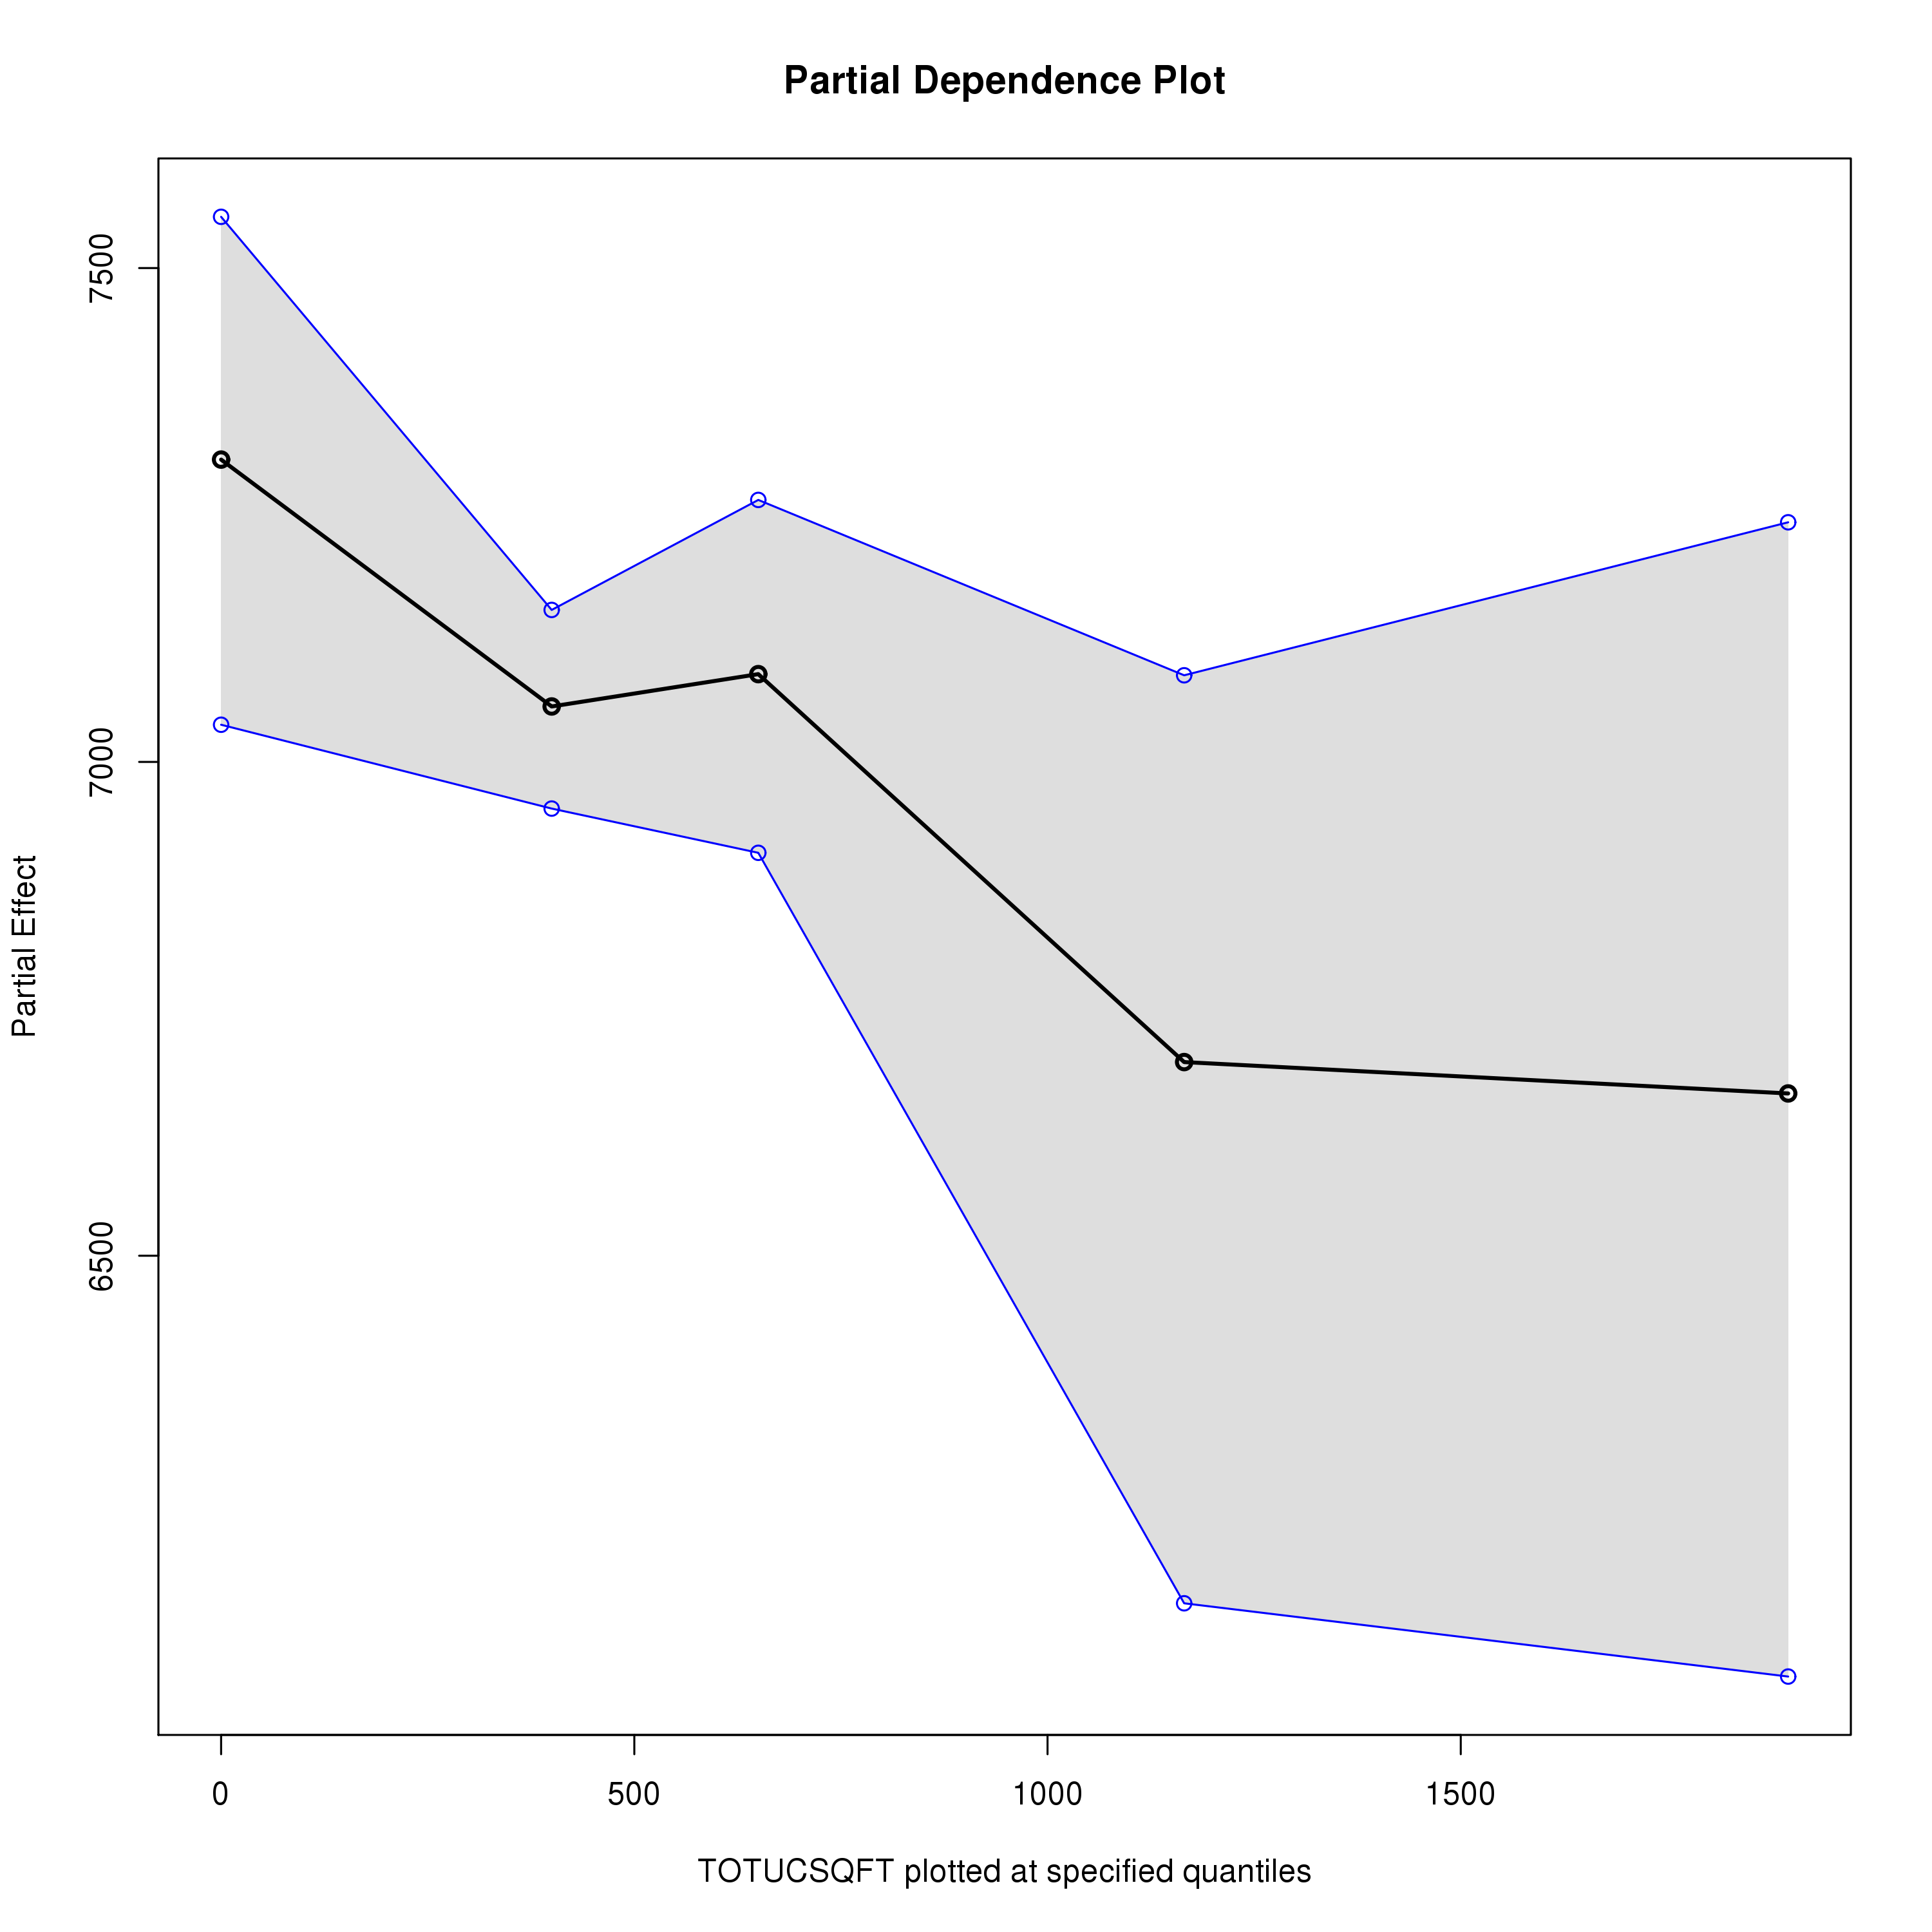 Partial Dependence Plot
Partial Effect
7500
7000
6500
0 500 1000 1500
TOTUCSQFT plotted at specified quantiles